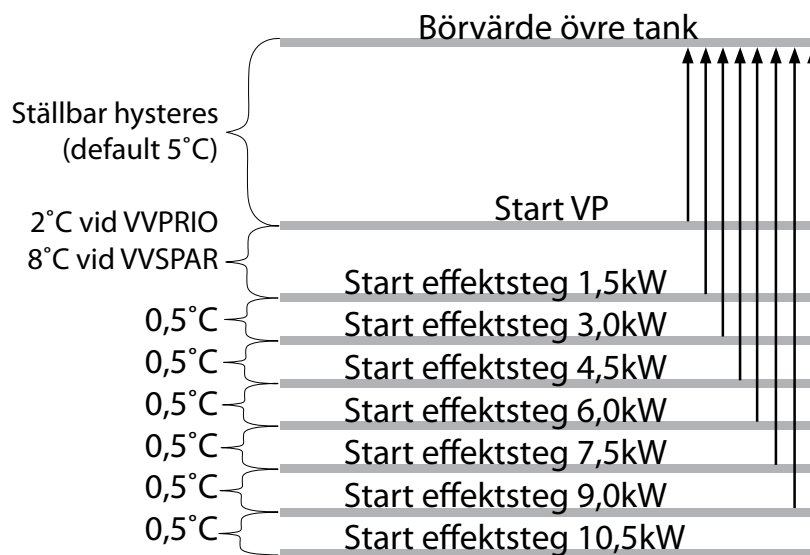 Börvärde övre tank
Ställbar hysteres
(default 5˚C)
Start VP
2˚C vid VVPRIO
8˚C vid VVSPAR
Start effektsteg 1,5kW
0,5˚C
Start effektsteg 3,0kW
0,5˚C
Start effektsteg 4,5kW
0,5˚C
Start effektsteg 6,0kW
0,5˚C
Start effektsteg 7,5kW
0,5˚C
Start effektsteg 9,0kW
0,5˚C
Start effektsteg 10,5kW